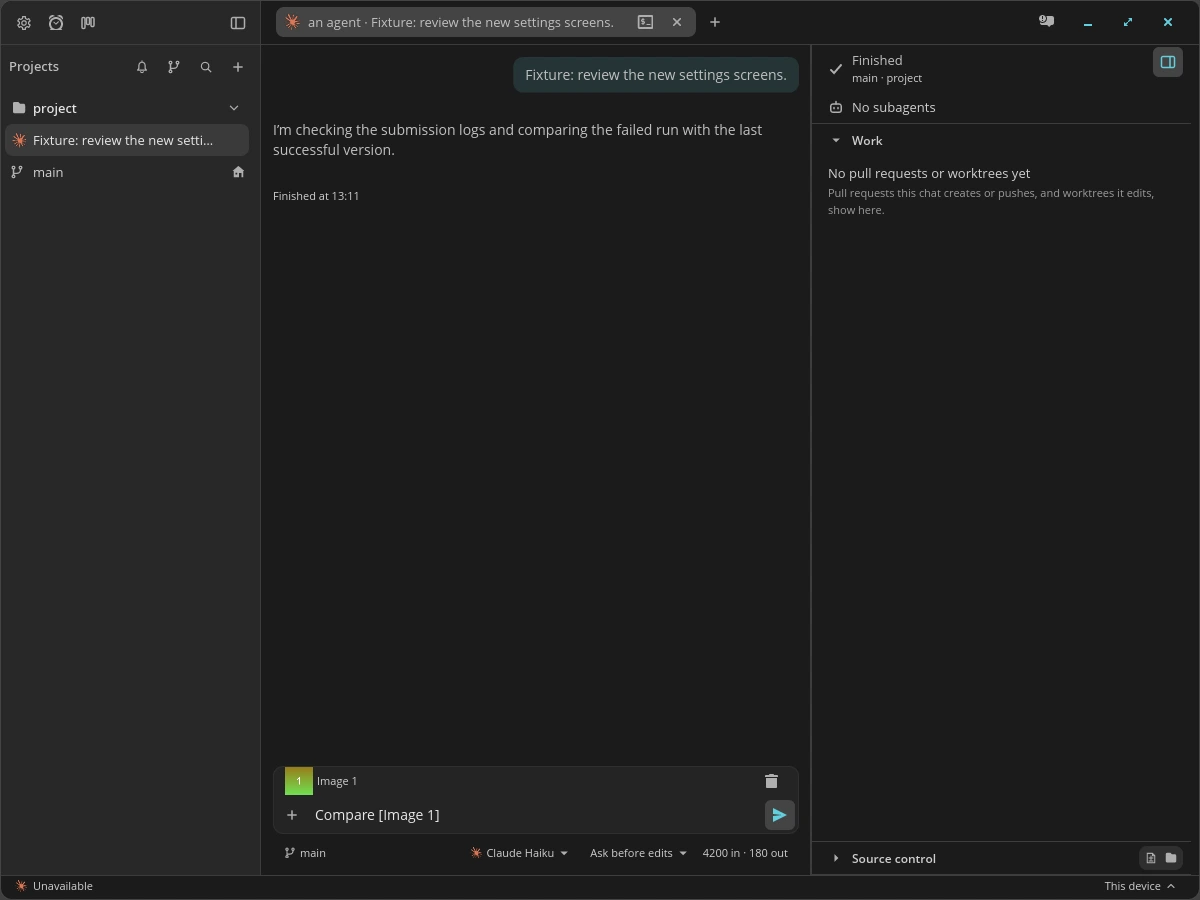 an agent · Fixture: review the new settings screens.
Projects
project
Fixture: review the new setti...
main
Fixture: review the new settings screens.
I'm checking the submission logs and comparing the failed run with the last
successful version.
Finished at 13:11
Finished
main · project
No subagents
Work
No pull requests or worktrees yet
Pull requests this chat creates or pushes, and worktrees it edits,
show here.
1 Image 1
Compare [Image 1]
main
Claude Haiku
Ask before edits
4200 in · 180 out
Source control
Unavailable
This device